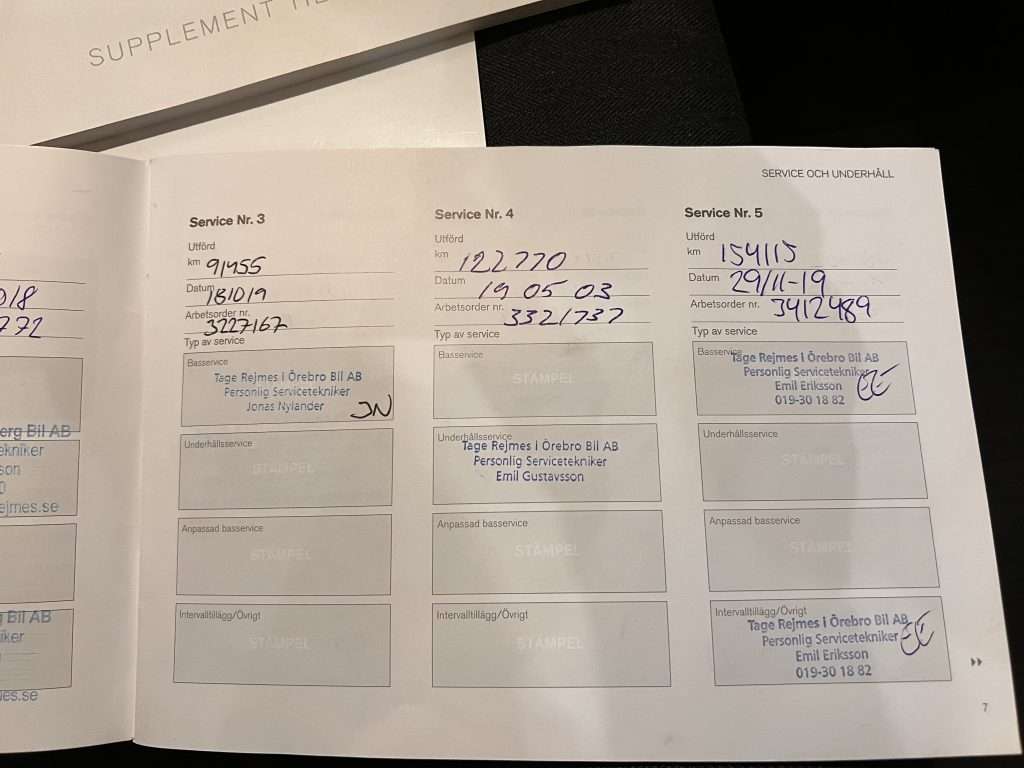 SUPPLEMENT
SERVICE OCH UNDERHÅLL
018
772
erg Bil AB
ekniker
son
0
rejmes.se
g Bil AB
iker
nes.se
Service Nr. 3
Utförd
km 91455
Datum 181019
Arbetsorder nr. 3227167
Typ av service
Basservice
Tage Rejmes i Örebro Bil AB
Personlig Servicetekniker
Jonas Nylander
JN
Underhållsservice
STÄMPEL
Anpassad basservice
STÄMPEL
Intervalltillägg/Övrigt
STÄMPEL
Service Nr. 4
Utförd
km 122770
Datum 19 05 03
Arbetsorder nr. 3321737
Typ av service
Basservice
STÄMPEL
Underhållsservice
Tage Rejmes i Örebro Bil AB
Personlig Servicetekniker
Emil Gustavsson
Anpassad basservice
STÄMPEL
Intervalltillägg/Övrigt
STÄMPEL
Service Nr. 5
Utförd
km 154115
Datum 29/11-19
Arbetsorder nr. 3412489
Typ av service
Basservice
Tage Rejmes i Örebro Bil AB
Personlig Servicetekniker
Emil Eriksson
019-30 18 82
EE
Underhållsservice
STÄMPEL
Anpassad basservice
STÄMPEL
Intervalltillägg/Övrigt
Tage Rejmes i Örebro Bil AB
Personlig Servicetekniker
Emil Eriksson
019-30 18 82
EE
7